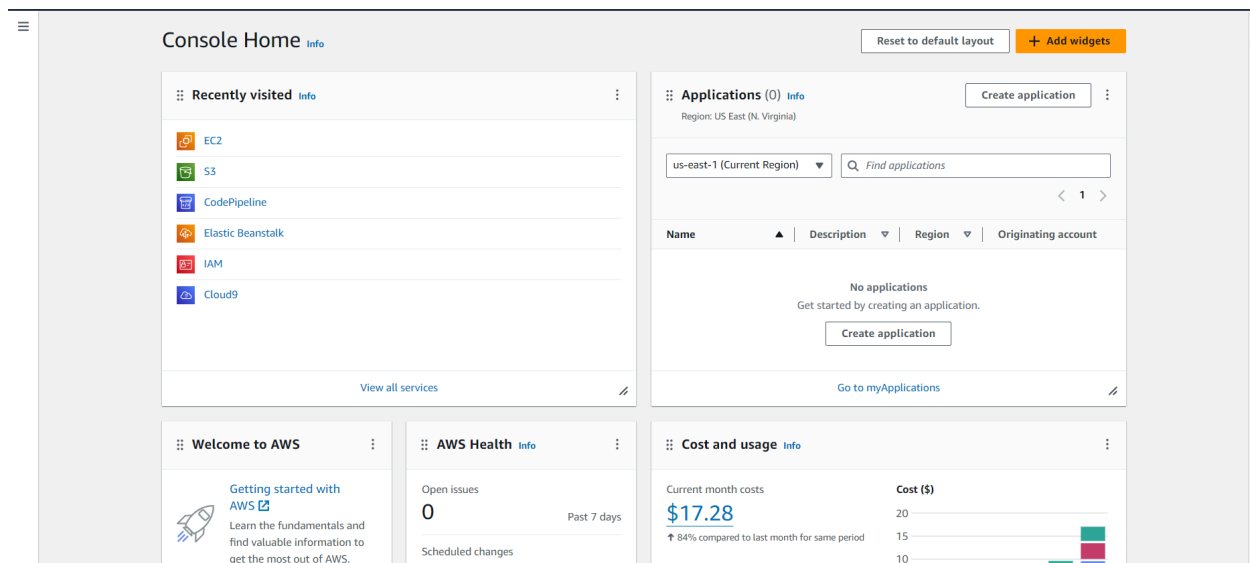 Console Home Info
Reset to default layout
+ Add widgets
Recently visited Info
EC2
S3
CodePipeline
Elastic Beanstalk
IAM
Cloud9
View all services
Applications (0) Info
Region: US East (N. Virginia)
Create application
us-east-1 (Current Region)
Find applications
1
Name Description Region Originating account
No applications
Get started by creating an application.
Create application
Go to myApplications
Welcome to AWS
Getting started with
AWS
Learn the fundamentals and
find valuable information to
get the most out of AWS.
AWS Health Info
Open issues
0 Past 7 days
Scheduled changes
Cost and usage Info
Current month costs
$17.28
↑ 84% compared to last month for same period
Cost ($)
20
15
10